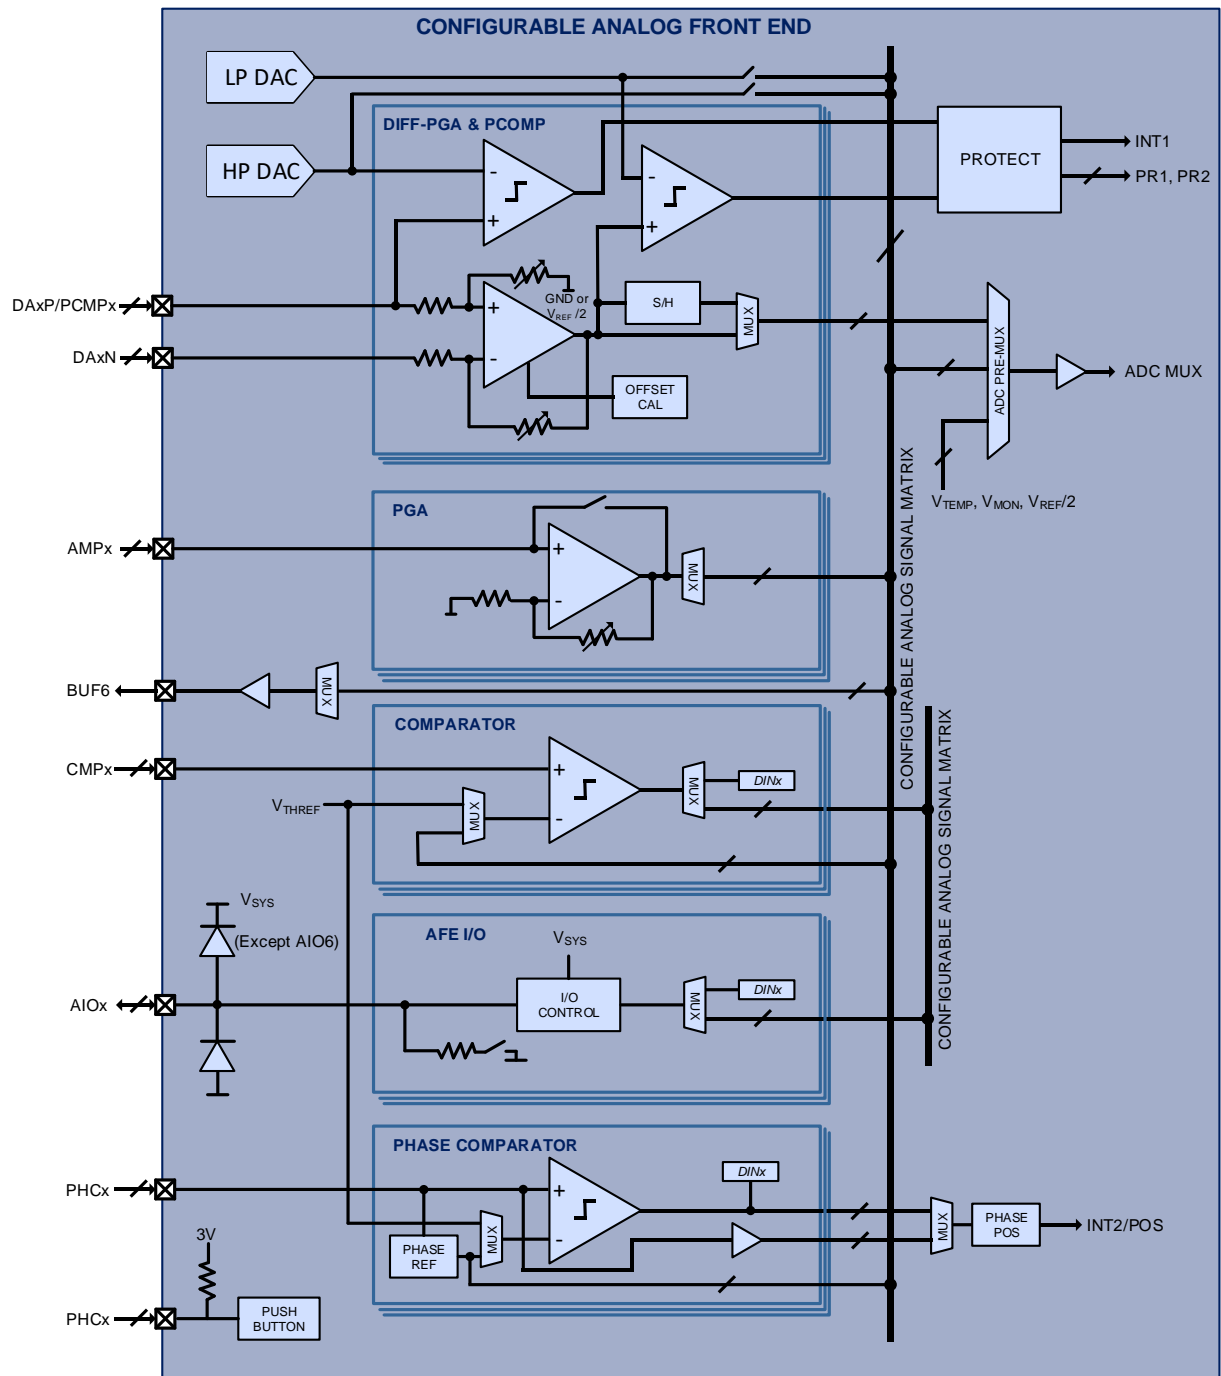 CONFIGURABLE ANALOG FRONT END
LP DAC
HP DAC
DIFF-PGA & PCOMP
-
+
-
+
PROTECT
INT1
PR1, PR2
DAxP/PCMPx
DAxN
+
-
GND or
VREF /2
S/H
MUX
OFFSET
CAL
ADC PRE-MUX
ADC MUX
VTEMP, VMON, VREF/2
CONFIGURABLE ANALOG SIGNAL MATRIX
PGA
AMPx
+
-
MUX
BUF6
MUX
COMPARATOR
CMPx
+
-
VTHREF
MUX
MUX
DINx
CONFIGURABLE ANALOG SIGNAL MATRIX
AFE I/O
VSYS
(Except AIO6)
AIOx
VSYS
I/O
CONTROL
MUX
DINx
PHASE COMPARATOR
PHCx
+
-
PHASE
REF
MUX
DINx
MUX
PHASE
POS
INT2/POS
3V
PHCx
PUSH
BUTTON